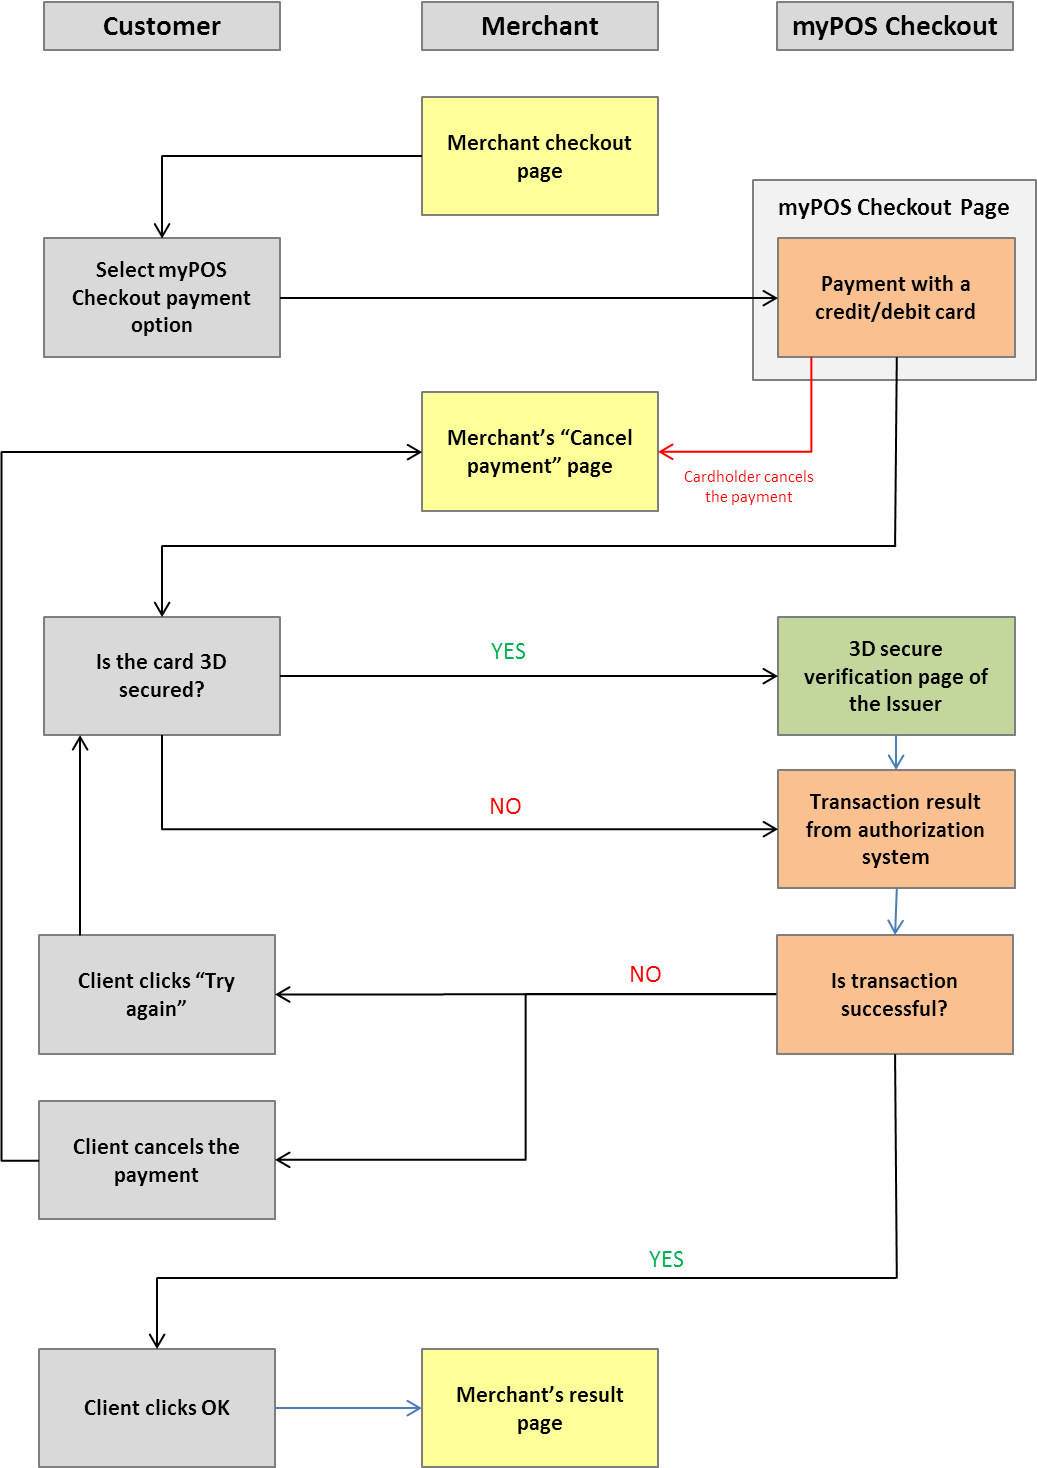 Customer
Merchant
myPOS Checkout
Merchant checkout
page
myPOS Checkout Page
Select myPOS
Checkout payment
option
Payment with a
credit/debit card
Merchant’s “Cancel
payment” page
Cardholder cancels
the payment
Is the card 3D
secured?
YES
3D secure
verification page of
the Issuer
NO
Transaction result
from authorization
system
Client clicks “Try
again”
NO
Is transaction
successful?
Client cancels the
payment
YES
Client clicks OK
Merchant’s result
page